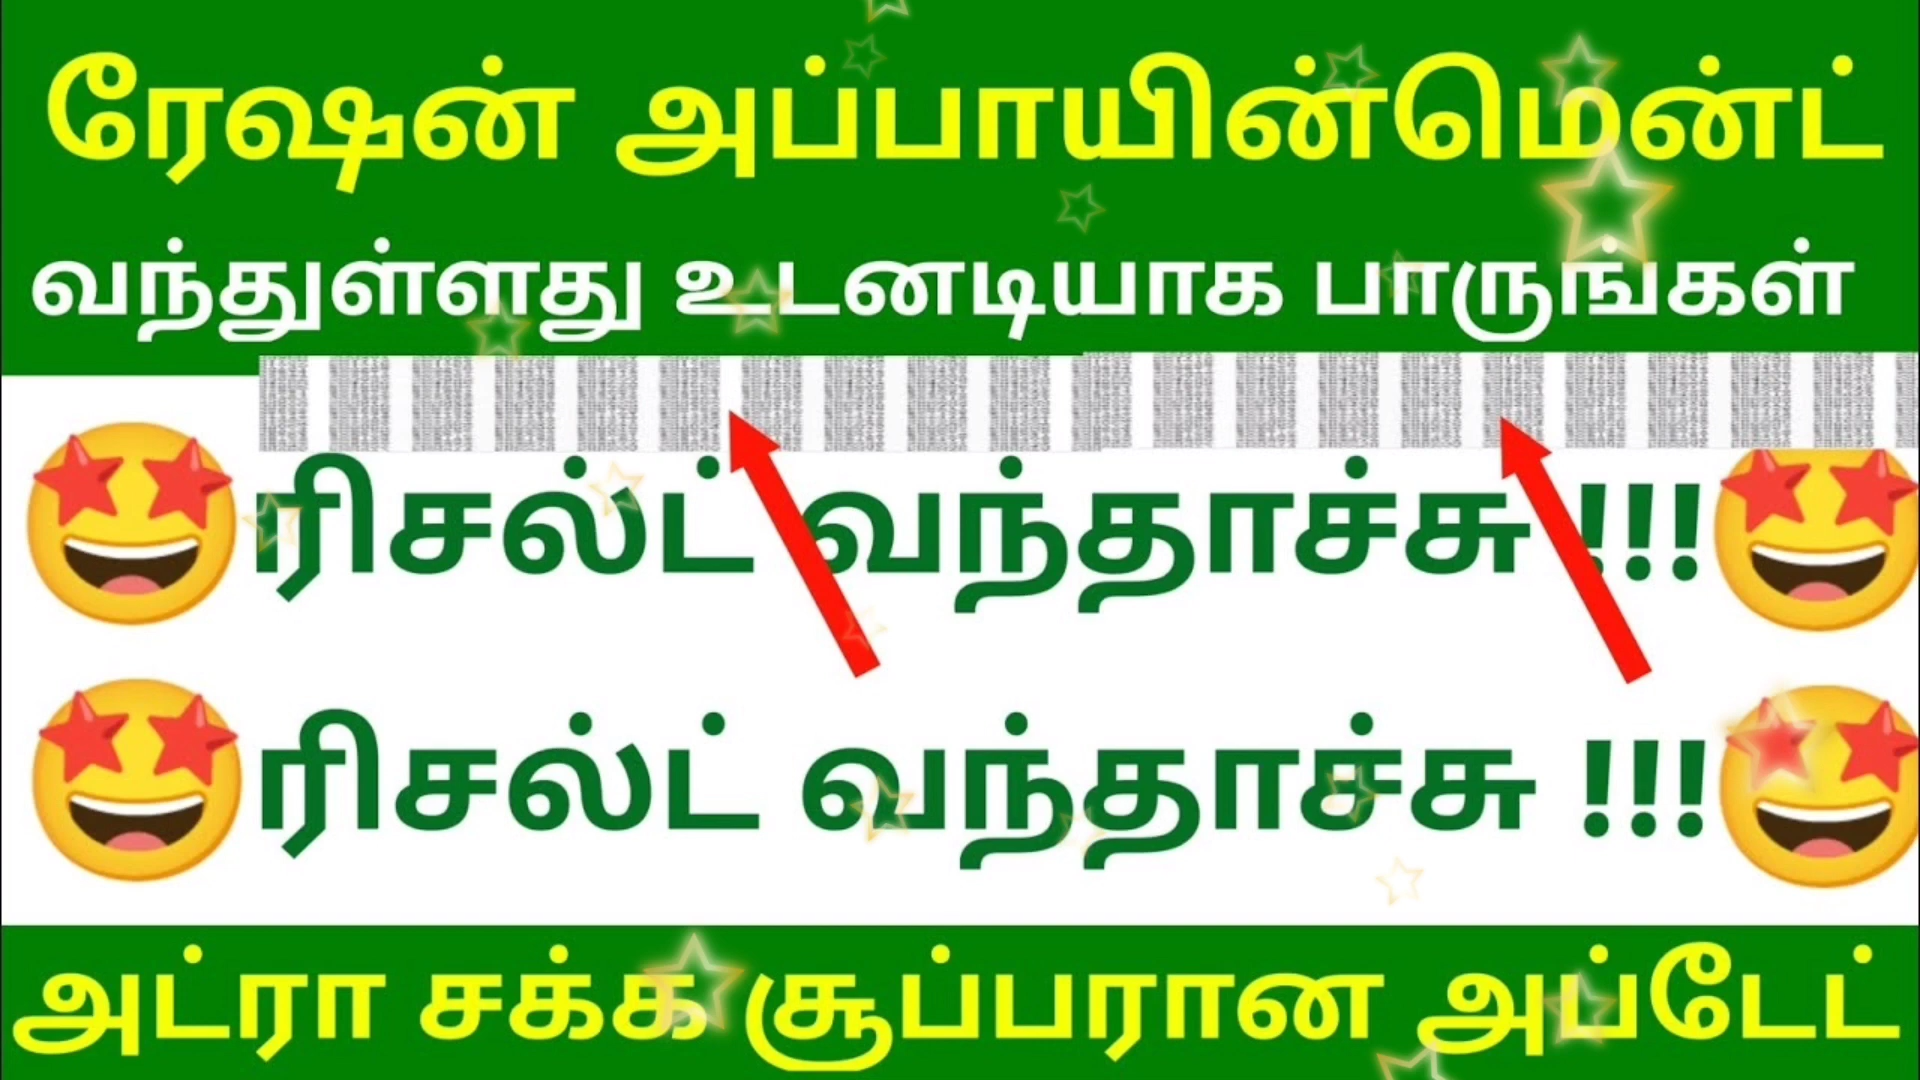 ரேஷன் அப்பாயின்மென்ட்
வந்துள்ளது உடனடியாக பாருங்கள்
ரிசல்ட் வந்தாச்சு !!!
ரிசல்ட் வந்தாச்சு !!!
அட்ரா சக்க சூப்பரான அப்டேட்